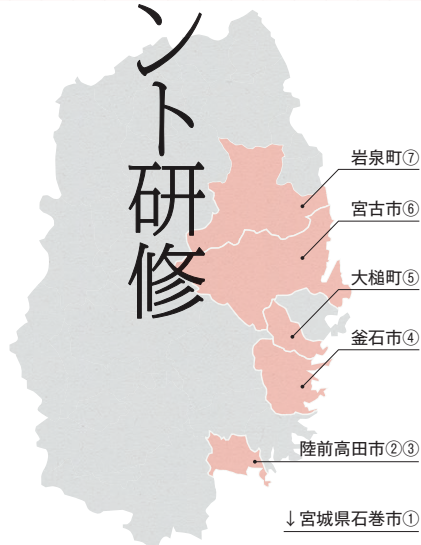 ント研修
岩泉町⑦
宮古市⑥
大槌町⑤
釜石市④
陸前高田市②③
↓宮城県石巻市①